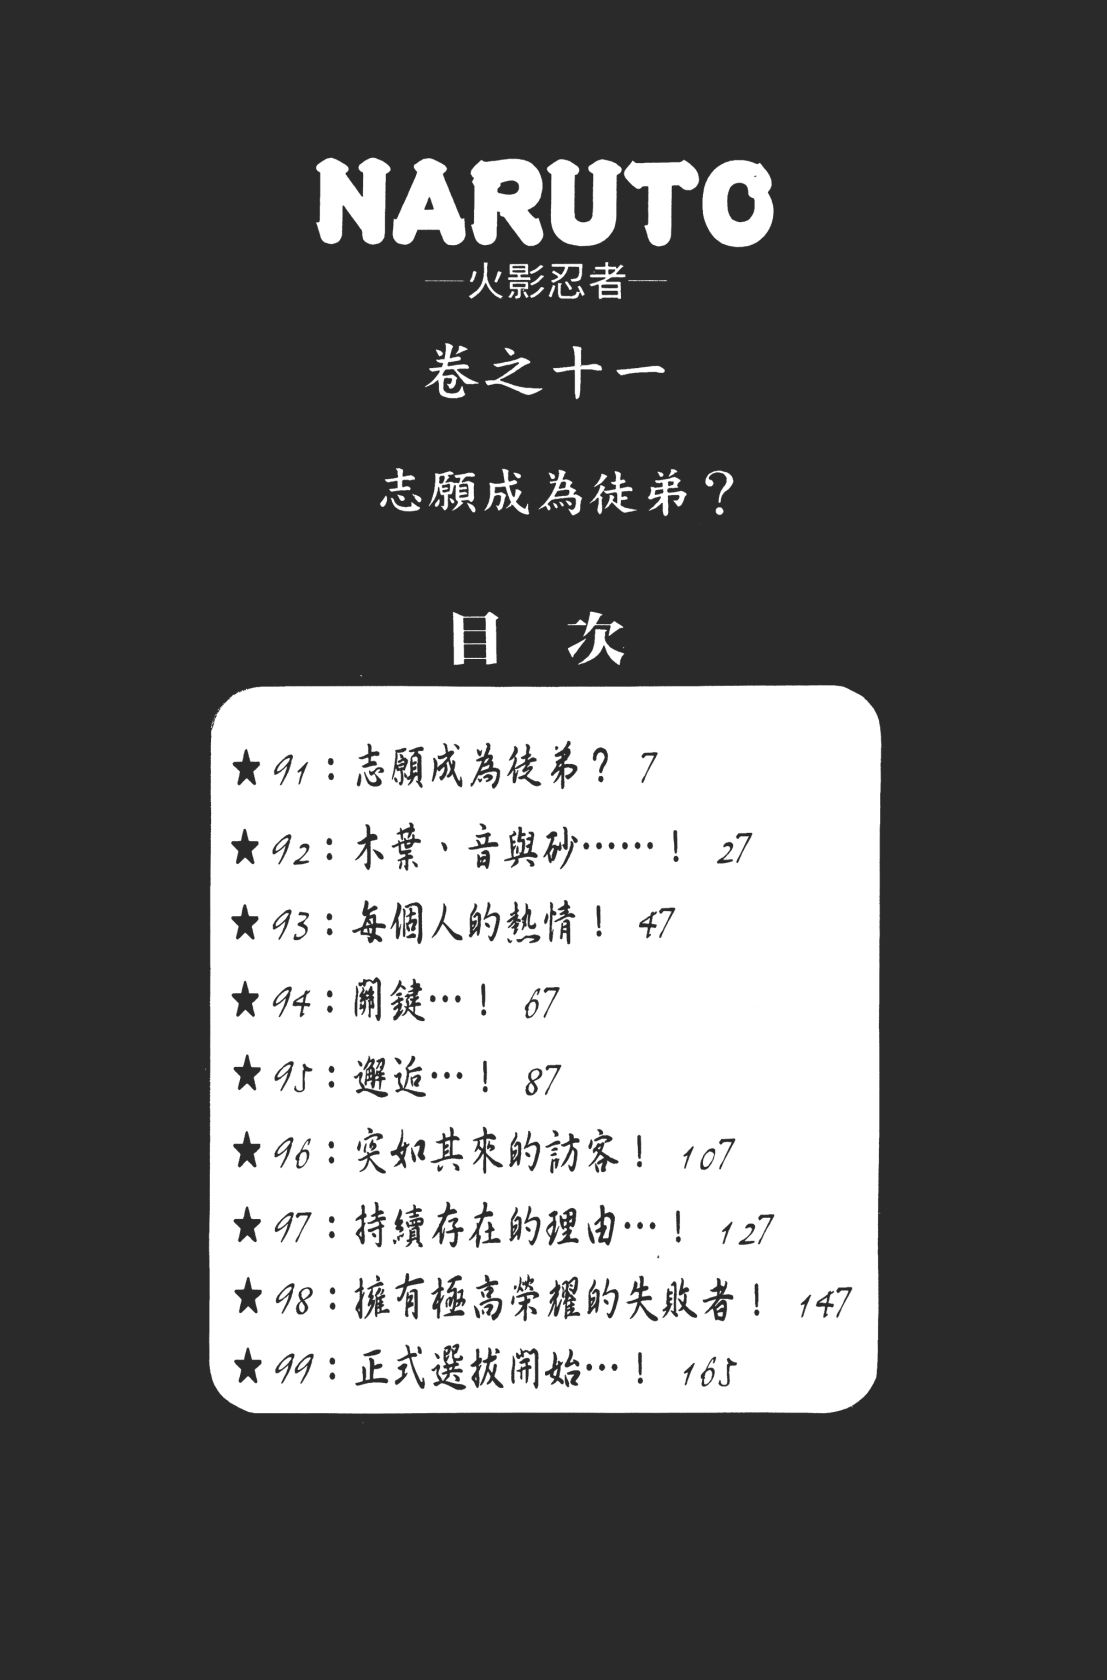 NARUTO
─火影忍者─
卷之十一
志願成為徒弟？
目 次
★91：志願成為徒弟？ 7
★92：木葉、音與砂……！ 27
★93：每個人的熱情！ 47
★94：關鍵…！ 67
★95：邂逅…！ 87
★96：突如其來的訪客！ 107
★97：持續存在的理由…！ 127
★98：擁有極高榮耀的失敗者！ 147
★99：正式選拔開始…！ 165